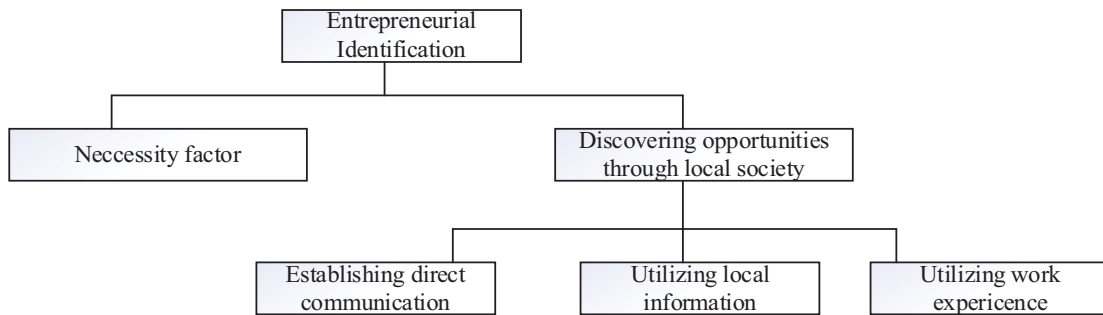 Entrepreneurial
Identification
Neccessity factor
Discovering opportunities
through local society
Establishing direct
communication
Utilizing local
information
Utilizing work
expericence